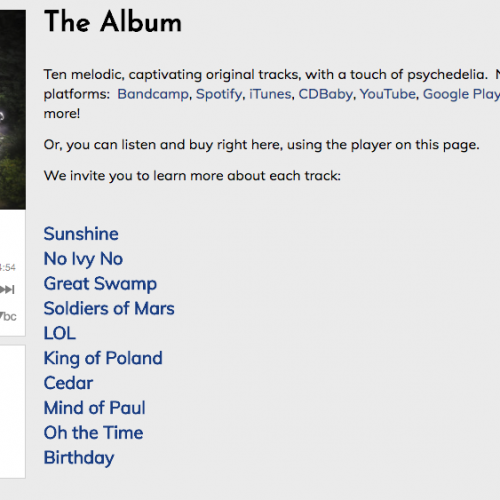 The Album
Ten melodic, captivating original tracks, with a touch of psychedelia.
platforms: Bandcamp, Spotify, iTunes, CDBaby, YouTube, Google Play
more!
Or, you can listen and buy right here, using the player on this page.
We invite you to learn more about each track:
Sunshine
No Ivy No
Great Swamp
:54
Soldiers of Mars
bc
LOL
King of Poland
Cedar
Mind of Paul
Oh the Time
Birthday